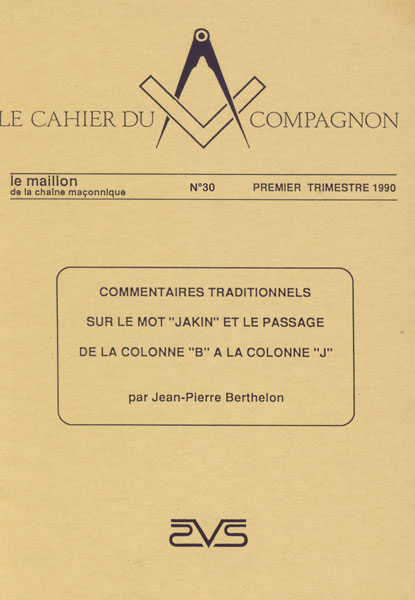 LE CAHIER DU COMPAGNON
le maillon
de la chaîne maçonnique
N°30
PREMIER TRIMESTRE 1990
COMMENTAIRES TRADITIONNELS
SUR LE MOT "JAKIN" ET LE PASSAGE
DE LA COLONNE "B" A LA COLONNE "J"
par Jean-Pierre Berthelon